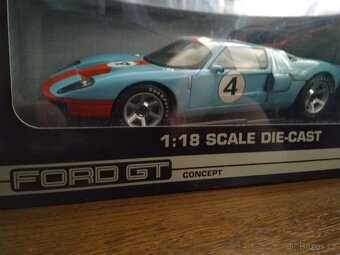 4
1:18 SCALE DIE-CAST
FORD GT
CONCEPT